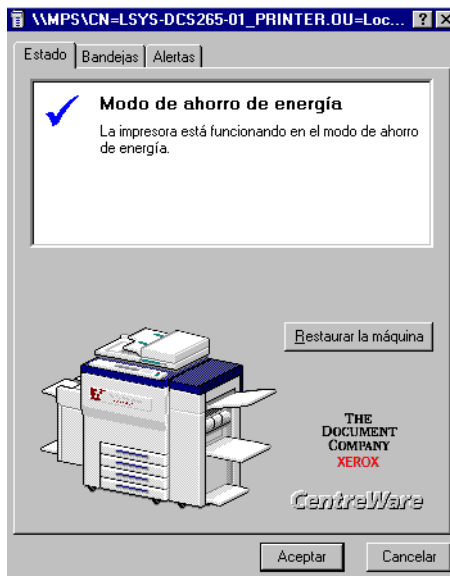 \\MPS\CN=LSYS-DCS265-01_PRINTER.OU=Loc...
Estado
Bandejas
Alertas
Modo de ahorro de energía
La impresora está funcionando en el modo de ahorro
de energía.
Restaurar la máquina
THE
DOCUMENT
COMPANY
XEROX
CentreWare
Aceptar
Cancelar